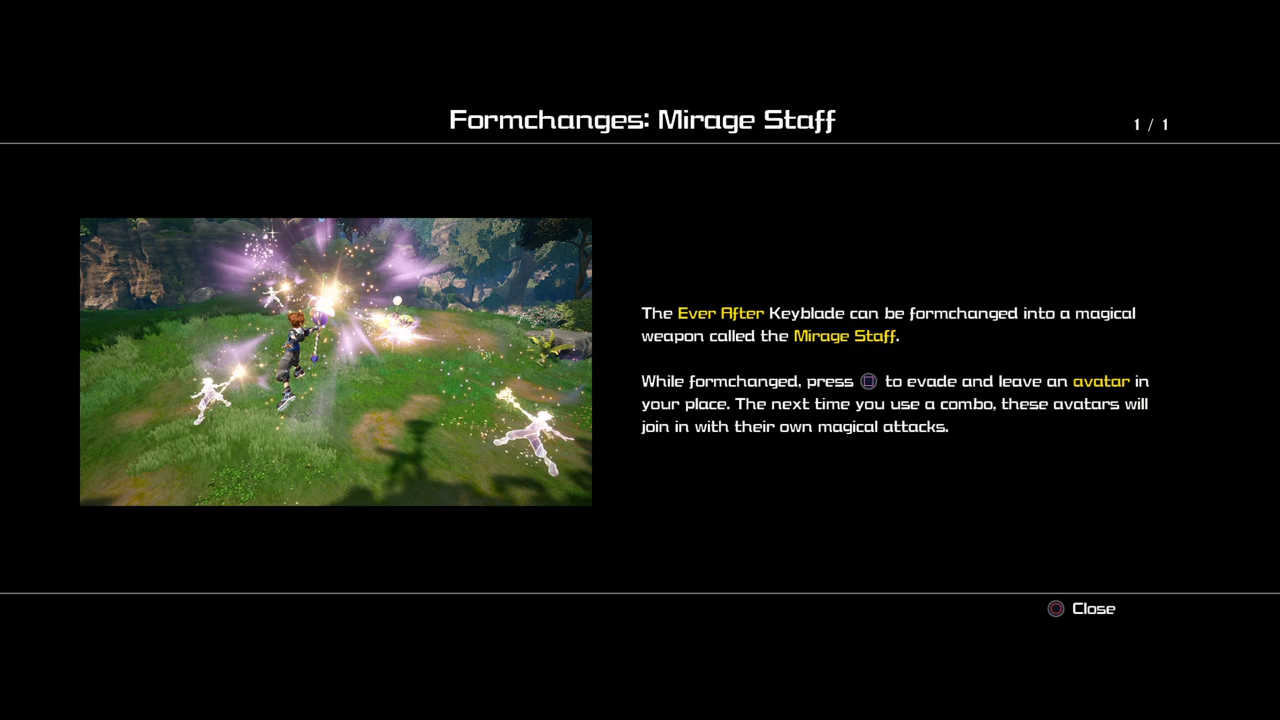 Formchanges: Mirage Staff
1 / 1
The Ever After Keyblade can be formchanged into a magical
weapon called the Mirage Staff.
While formchanged, press to evade and leave an avatar in
your place. The next time you use a combo, these avatars will
join in with their own magical attacks.
Close